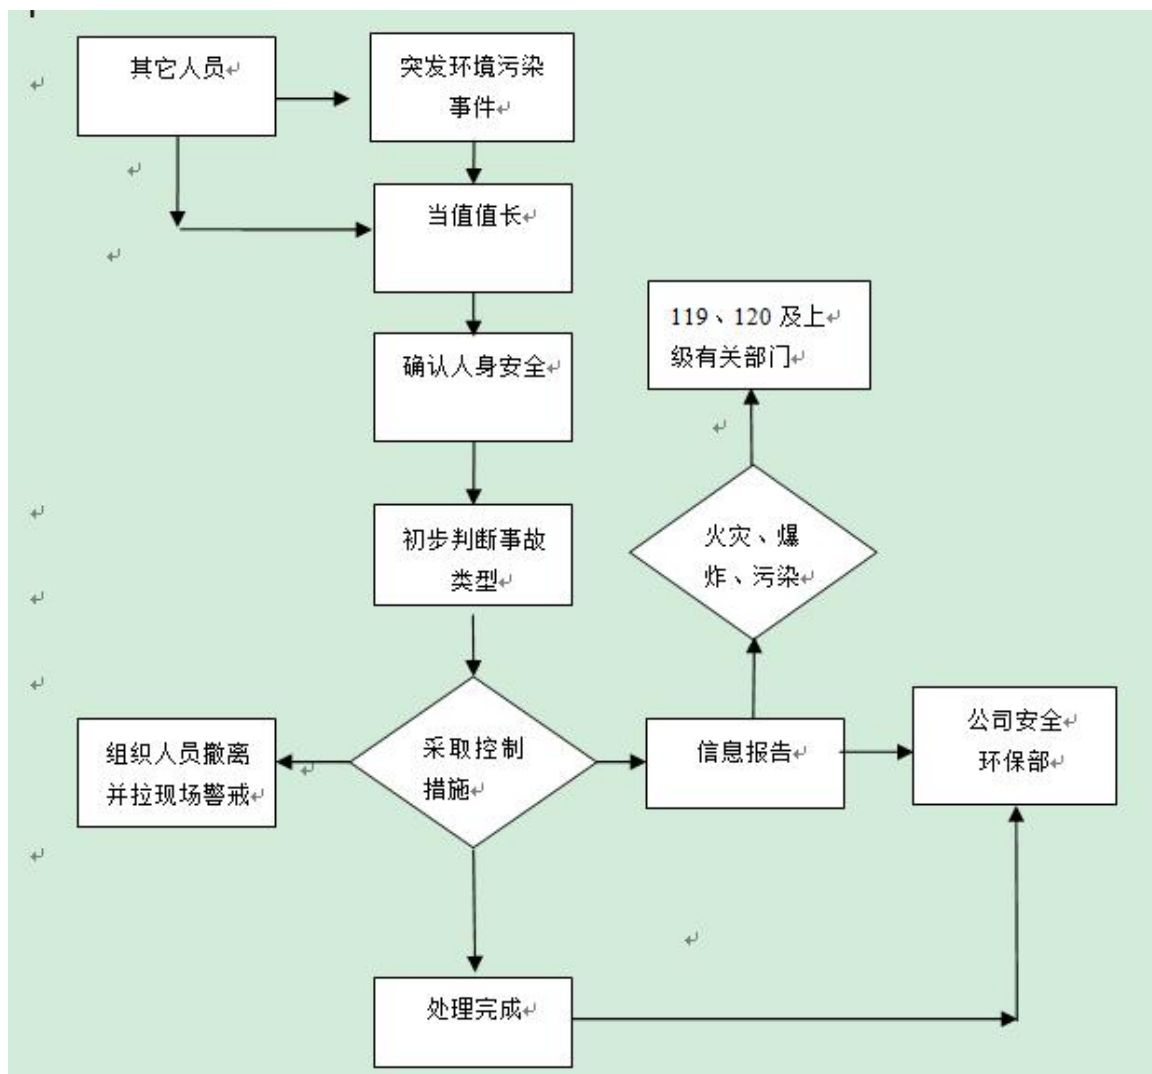 其它人员
突发环境污染
事件
当值值长
确认人身安全
119、120 及上
级有关部门
初步判断事故
类型
火灾、爆
炸、污染
组织人员撤离
并拉现场警戒
采取控制
措施
信息报告
公司安全
环保部
处理完成